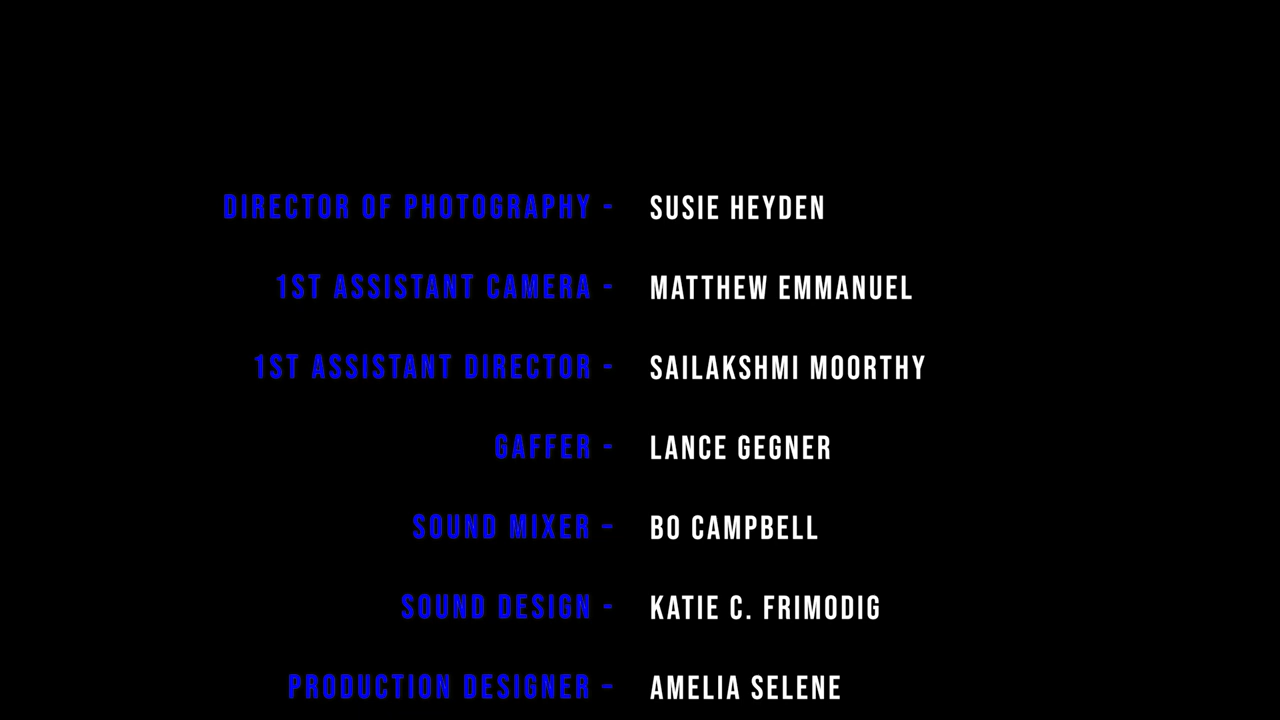 DIRECTOR OF PHOTOGRAPHY - SUSIE HEYDEN
1ST ASSISTANT CAMERA - MATTHEW EMMANUEL
1ST ASSISTANT DIRECTOR - SAILAKSHMI MOORTHY
GAFFER - LANCE GEGNER
SOUND MIXER - BO CAMPBELL
SOUND DESIGN - KATIE C. FRIMODIG
PRODUCTION DESIGNER - AMELIA SELENE